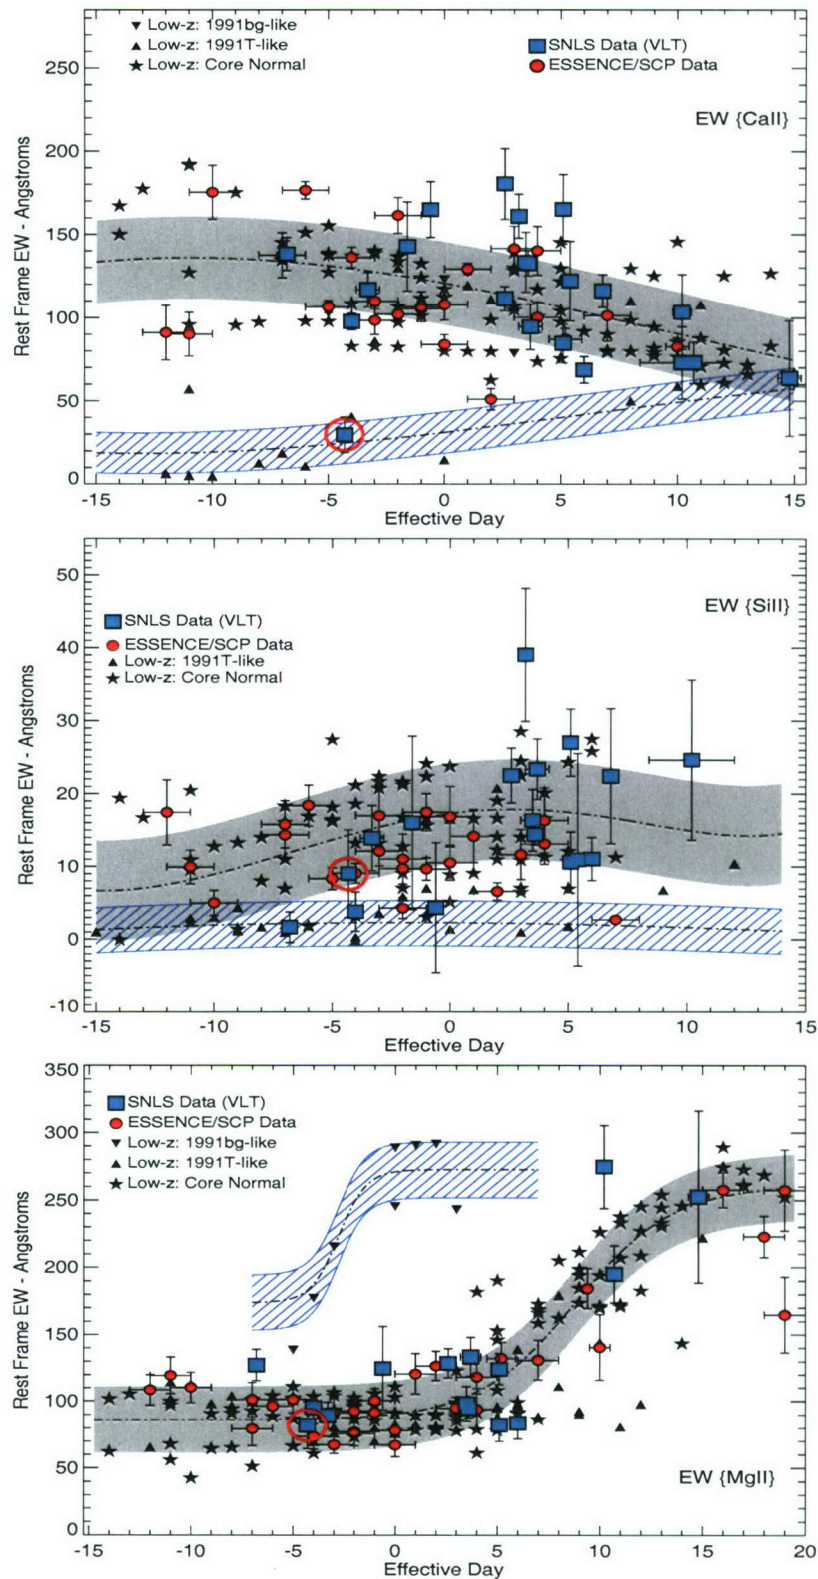 ▼ Low-z: 1991bg-like
▲ Low-z: 1991T-like
★ Low-z: Core Normal
SNLS Data (VLT)
ESSENCE/SCP Data
EW {CaII}
Rest Frame EW - Angstroms
250
200
150
100
50
0
-15 -10 -5 0 5 10 15
Effective Day
EW {SiII}
SNLS Data (VLT)
ESSENCE/SCP Data
▲ Low-z: 1991T-like
★ Low-z: Core Normal
Rest Frame EW - Angstroms
50
40
30
20
10
0
-10
-15 -10 -5 0 5 10 15
Effective Day
SNLS Data (VLT)
ESSENCE/SCP Data
▼ Low-z: 1991bg-like
▲ Low-z: 1991T-like
★ Low-z: Core Normal
EW {MgII}
Rest Frame EW - Angstroms
350
300
250
200
150
100
50
0
-15 -10 -5 0 5 10 15 20
Effective Day